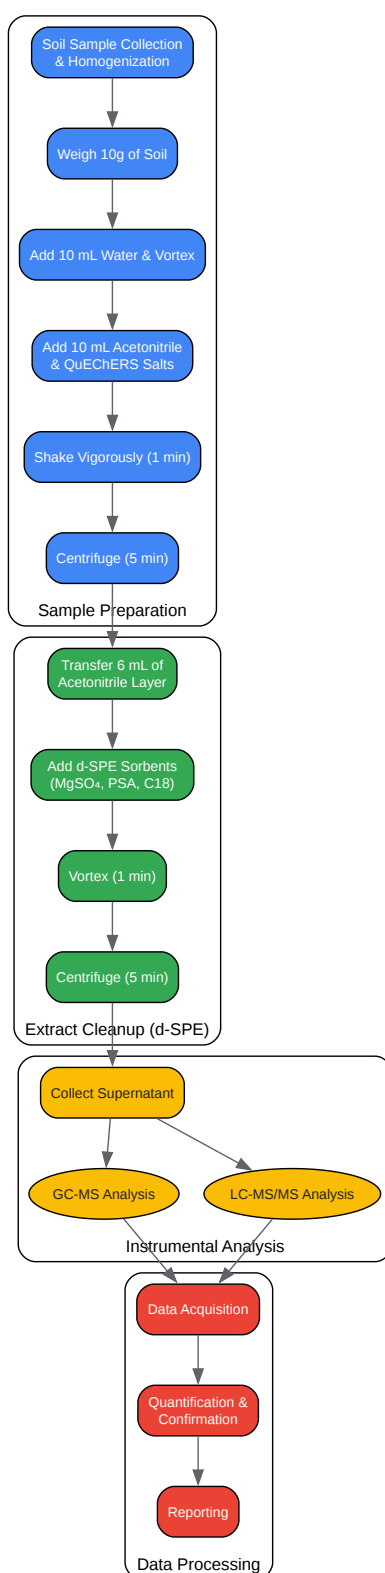 Soil Sample Collection
& Homogenization
Weigh 10g of Soil
Add 10 mL Water & Vortex
Add 10 mL Acetonitrile
& QuEChERS Salts
Shake Vigorously (1 min)
Centrifuge (5 min)
Sample Preparation
Transfer 6 mL of
Acetonitrile Layer
Add d-SPE Sorbents
(MgSO₄, PSA, C18)
Vortex (1 min)
Centrifuge (5 min)
Extract Cleanup (d-SPE)
Collect Supernatant
GC-MS Analysis
LC-MS/MS Analysis
Instrumental Analysis
Data Acquisition
Quantification &
Confirmation
Reporting
Data Processing